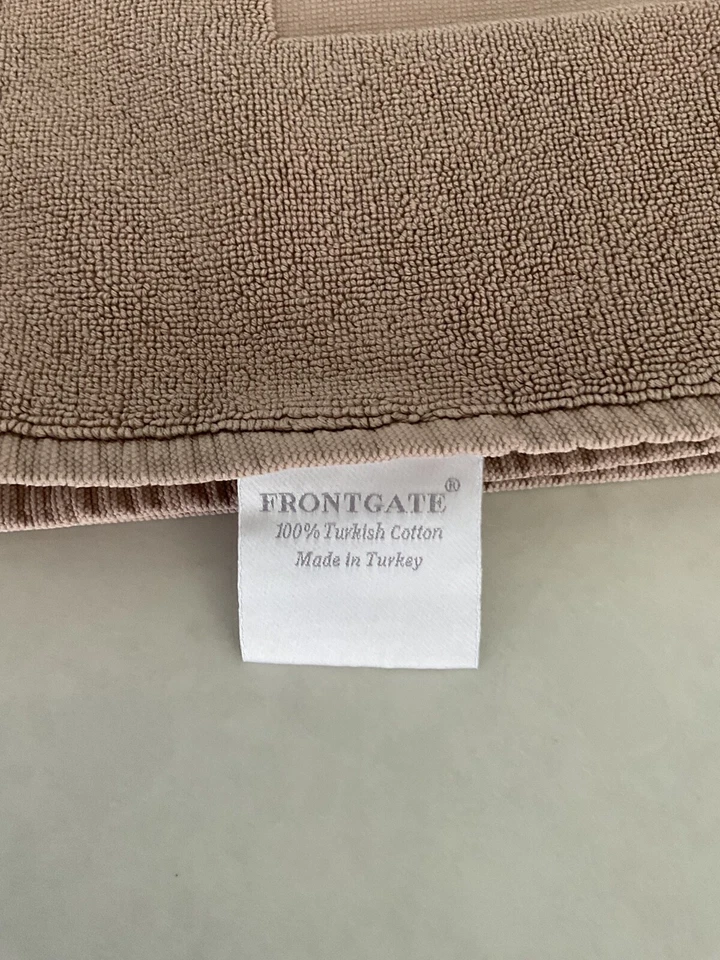 FRONTGATE®
100% Turkish Cotton
Made in Turkey